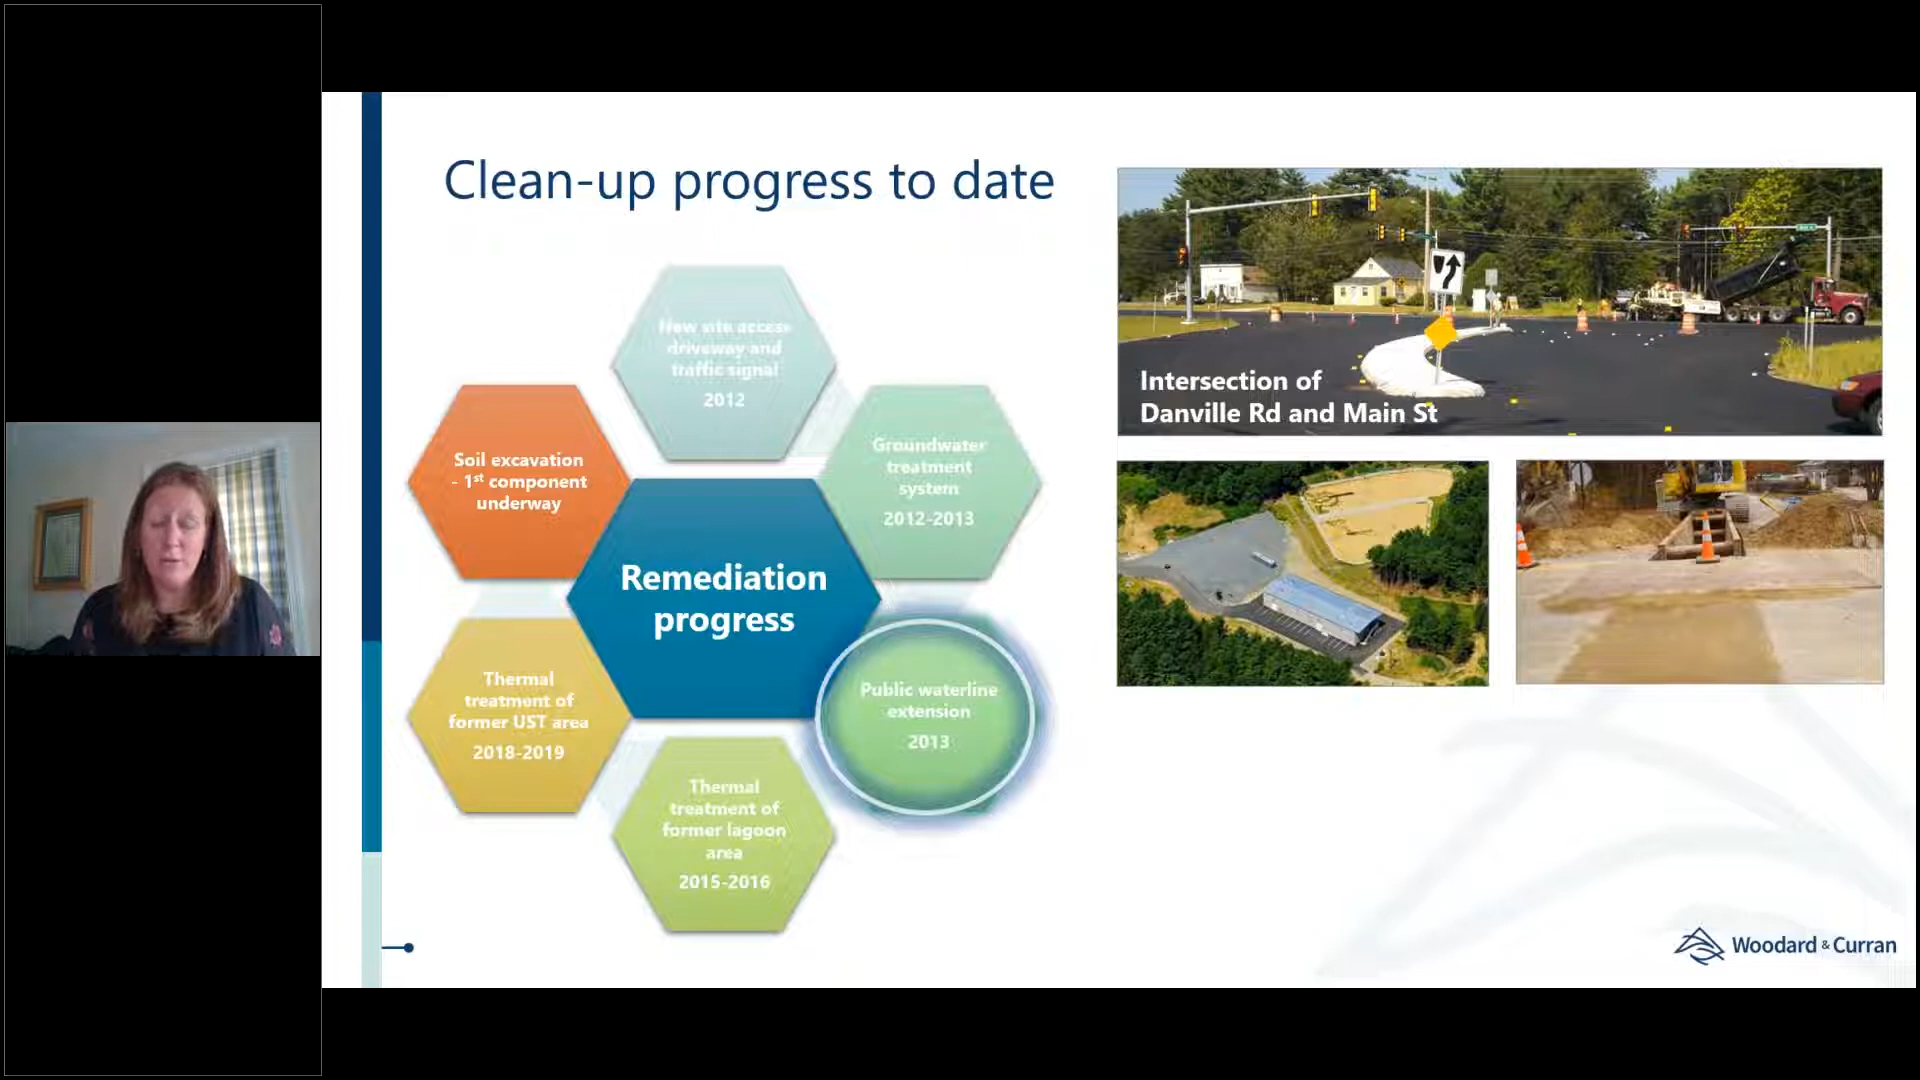 Clean-up progress to date
New site access
driveway and
traffic signal
2012
Groundwater
treatment
system
2012-2013
Public waterline
extension
2013
Thermal
treatment of
former lagoon
area
2015-2016
Thermal
treatment of
former UST area
2018-2019
Soil excavation
- 1st component
underway
Remediation
progress
Intersection of
Danville Rd and Main St
Woodard & Curran